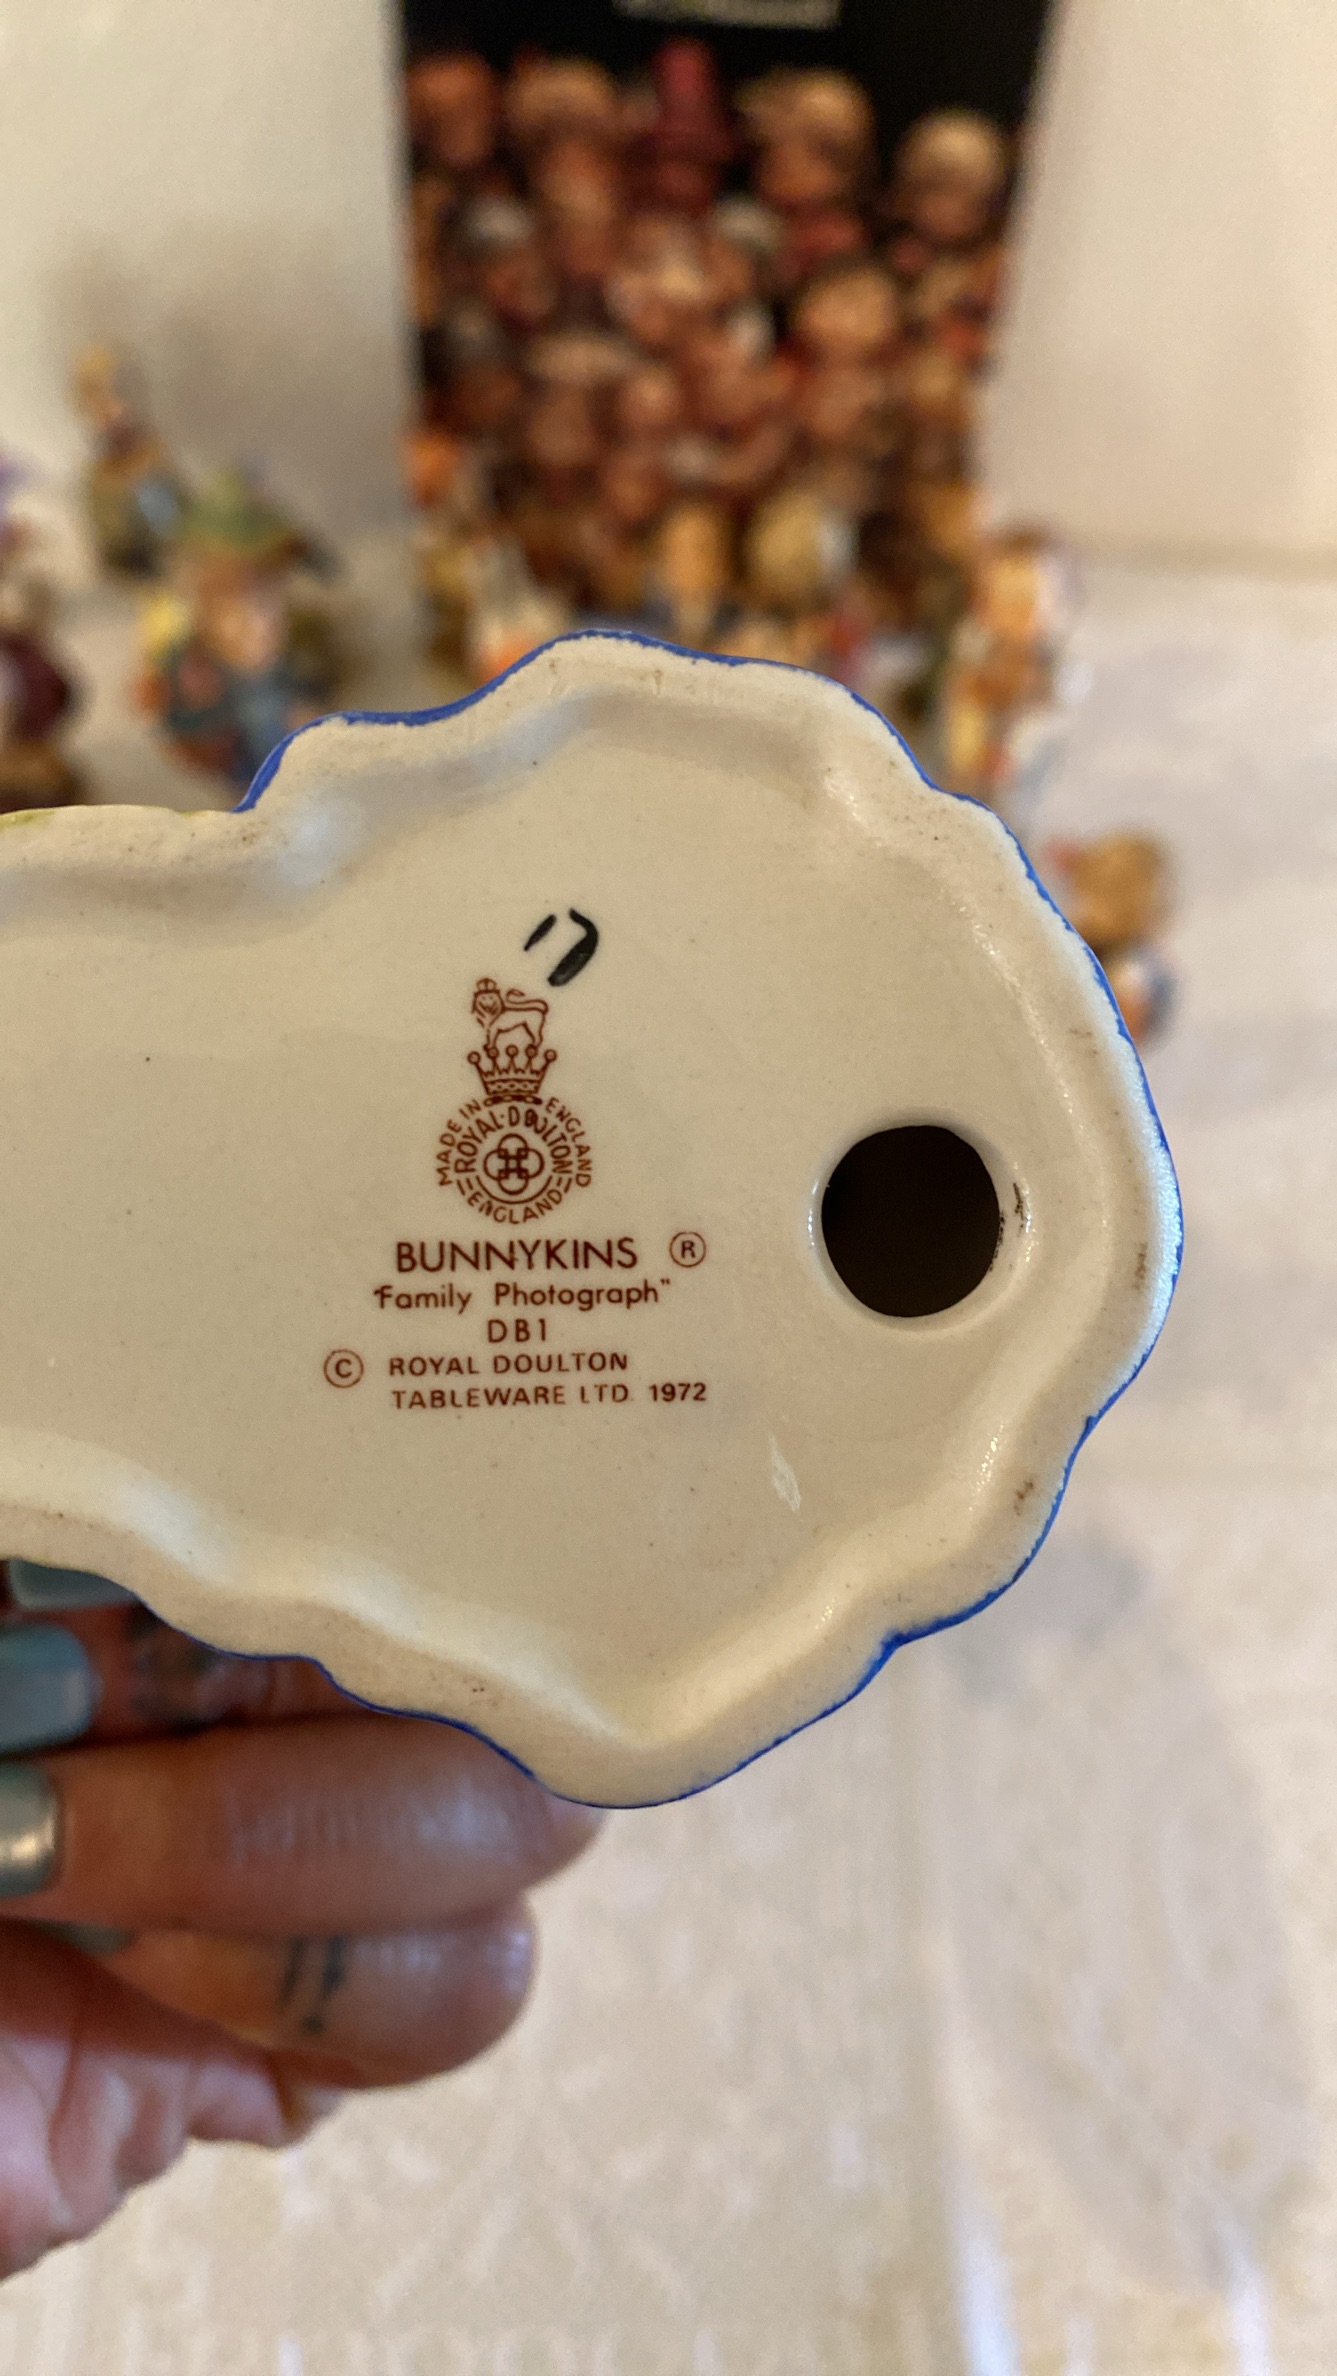 MADE IN ENGLAND
ROYAL·DOULTON
ENGLAND
BUNNYKINS ®
"Family Photograph"
DB1
© ROYAL DOULTON
TABLEWARE LTD. 1972